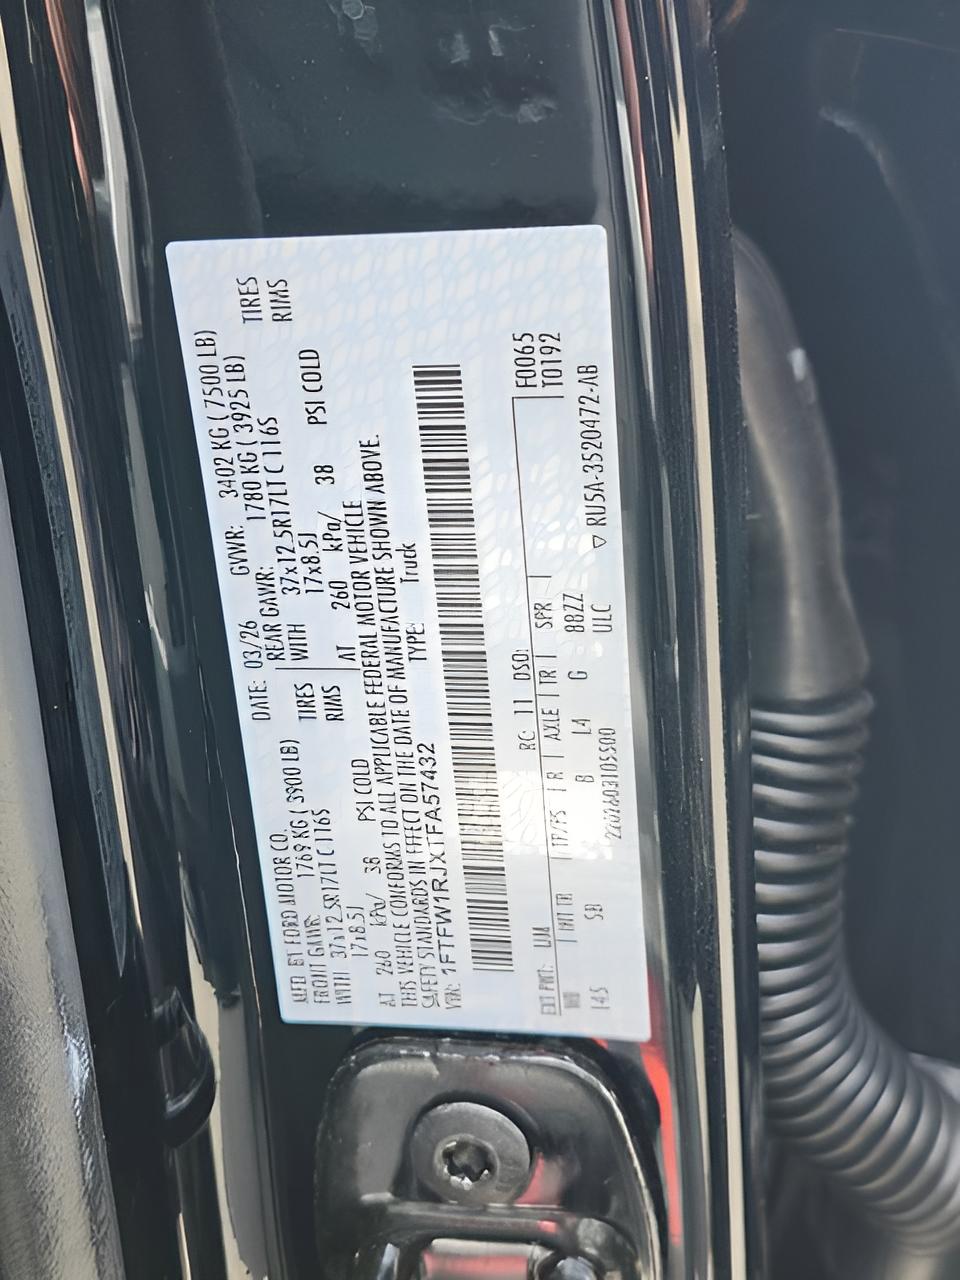 MFD BY FORD MOTOR CO.
DATE: 03/26 GVWR: 3402 KG ( 7500 LB)
FRONT GAWR: 1769 KG ( 3900 LB)
REAR GAWR: 1780 KG ( 3925 LB)
WITH 37x12.5R17LT C 116S TIRES
17x8.5J RIMS
AT 260 kPa/ 38 PSI COLD
WITH 37x12.5R17LT C 116S TIRES
17x8.5J RIMS
AT 260 kPa/ 38 PSI COLD
THIS VEHICLE CONFORMS TO ALL APPLICABLE FEDERAL MOTOR VEHICLE
SAFETY STANDARDS IN EFFECT ON THE DATE OF MANUFACTURE SHOWN ABOVE.
VIN: 1FTFW1RJXTFA57432
TYPE: Truck
F0065
T0192
EXT PNT: UM RC: 11 DSO:
WB INT TR TP/PS R AXLE TR SPR
145 5B B L4 G 88ZZ
ULC
▽ RU5A-3520472-AB